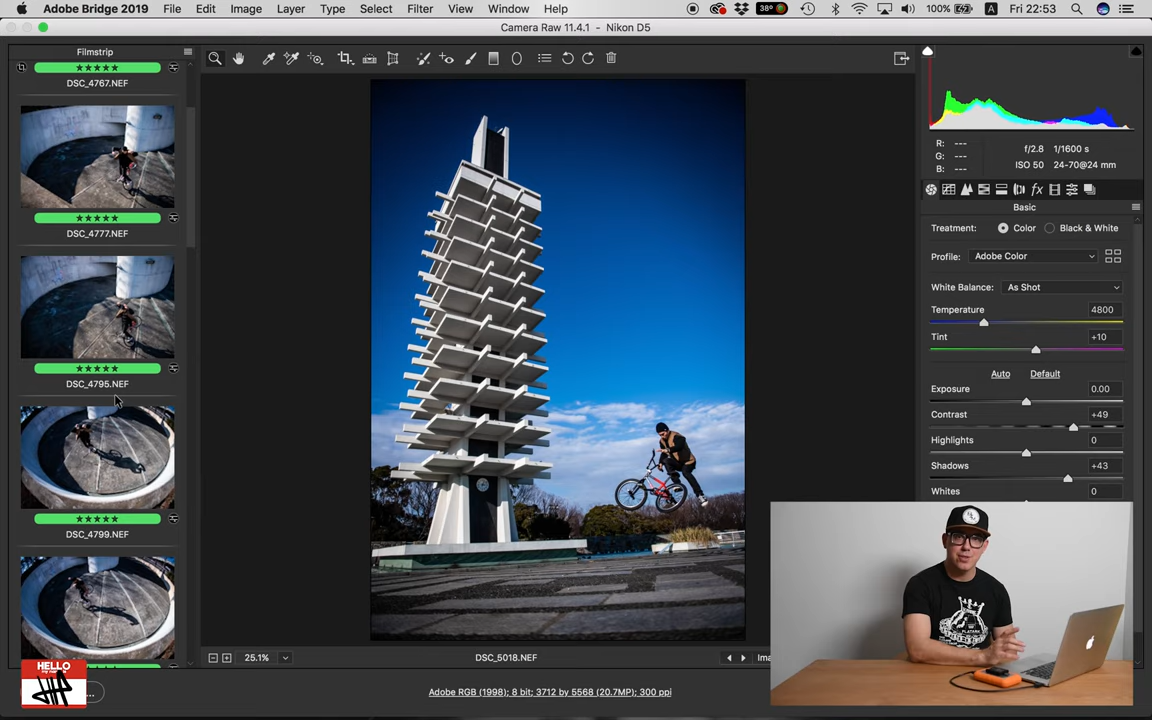 Adobe Bridge 2019 File Edit Image Layer Type Select Filter View Window Help 38° 100% A Fri 22:53
Camera Raw 11.4.1 - Nikon D5
Filmstrip
★★★★★
DSC_4767.NEF
★★★★★
DSC_4777.NEF
★★★★★
DSC_4795.NEF
★★★★★
DSC_4799.NEF
R: ---
G: ---
B: ---
f/2.8 1/1600 s
ISO 50 24-70@24 mm
fx
Basic
Treatment: Color Black & White
Profile: Adobe Color
White Balance: As Shot
Temperature 4800
Tint +10
Auto Default
Exposure 0.00
Contrast +49
Highlights 0
Shadows +43
Whites 0
25.1%
DSC_5018.NEF
Ima
HELLO
...
Adobe RGB (1998); 8 bit; 3712 by 5568 (20.7MP); 300 ppi